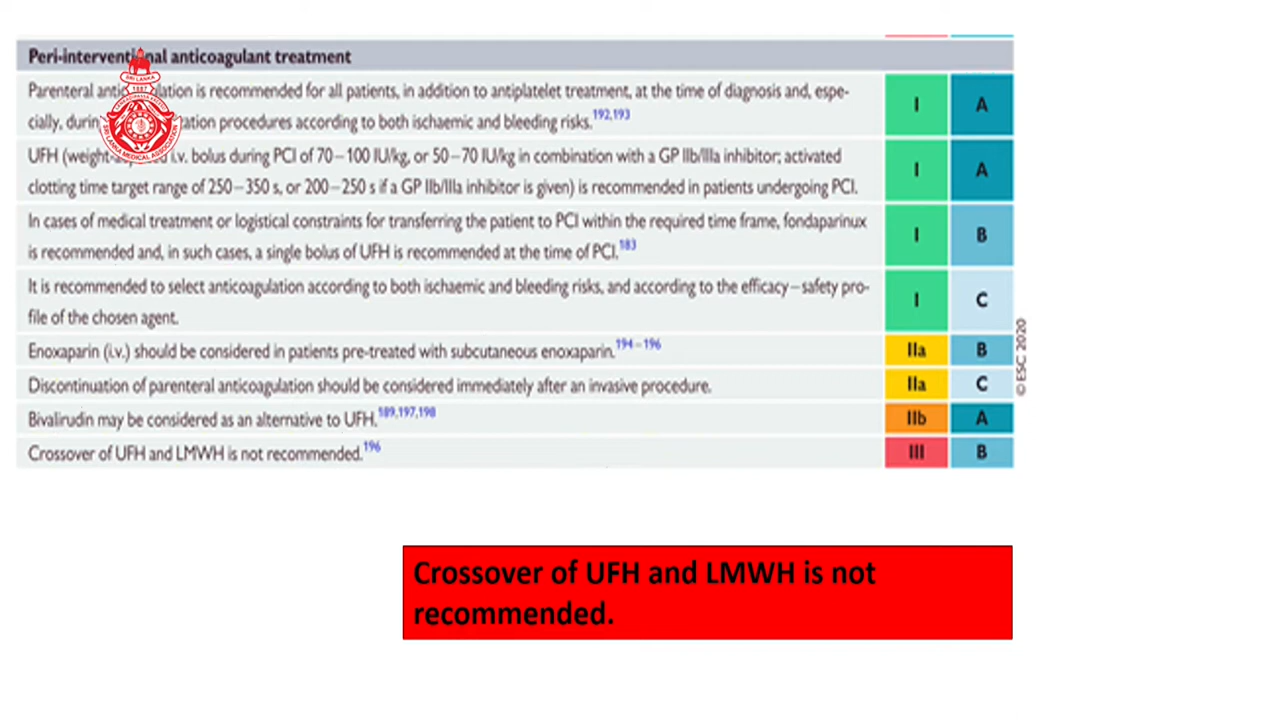 Peri-interventional anticoagulant treatment
Parenteral anticoagulation is recommended for all patients, in addition to antiplatelet treatment, at the time of diagnosis and, espe-
cially, during procedures according to both ischaemic and bleeding risks.192,193
I A
UFH (weight- i.v. bolus during PCI of 70–100 IU/kg, or 50–70 IU/kg in combination with a GP IIb/IIIa inhibitor; activated
clotting time target range of 250–350 s, or 200–250 s if a GP IIb/IIIa inhibitor is given) is recommended in patients undergoing PCI.
I A
In cases of medical treatment or logistical constraints for transferring the patient to PCI within the required time frame, fondaparinux
is recommended and, in such cases, a single bolus of UFH is recommended at the time of PCI.183
I B
It is recommended to select anticoagulation according to both ischaemic and bleeding risks, and according to the efficacy–safety pro-
file of the chosen agent.
I C
Enoxaparin (i.v.) should be considered in patients pre-treated with subcutaneous enoxaparin.194–196
IIa B
Discontinuation of parenteral anticoagulation should be considered immediately after an invasive procedure.
IIa C
Bivalirudin may be considered as an alternative to UFH.189,197,198
IIb A
Crossover of UFH and LMWH is not recommended.196
III B
©ESC 2020
SRI LANKA
1887
SRI LANKA MEDICAL ASSOCIATION
Crossover of UFH and LMWH is not
recommended.